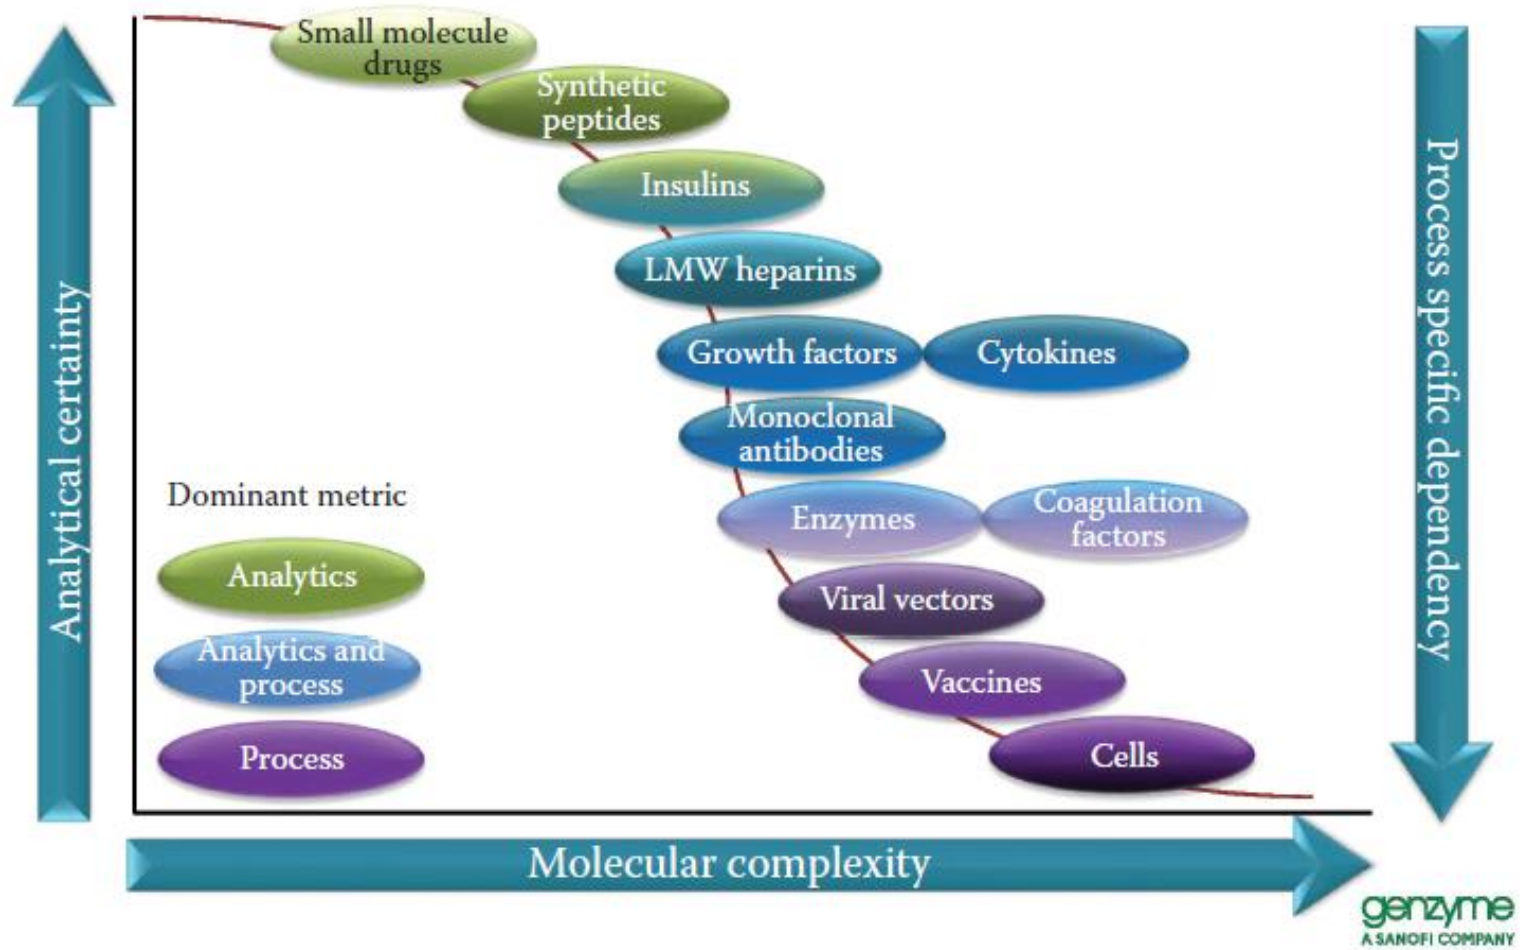 Small molecule
drugs
Synthetic
peptides
Insulins
LMW heparins
Growth factors
Cytokines
Monoclonal
antibodies
Enzymes
Coagulation
factors
Viral vectors
Vaccines
Cells
Dominant metric
Analytics
Analytics and
process
Process
Analytical certainty
Process specific dependency
Molecular complexity
genzyme
A SANOFI COMPANY